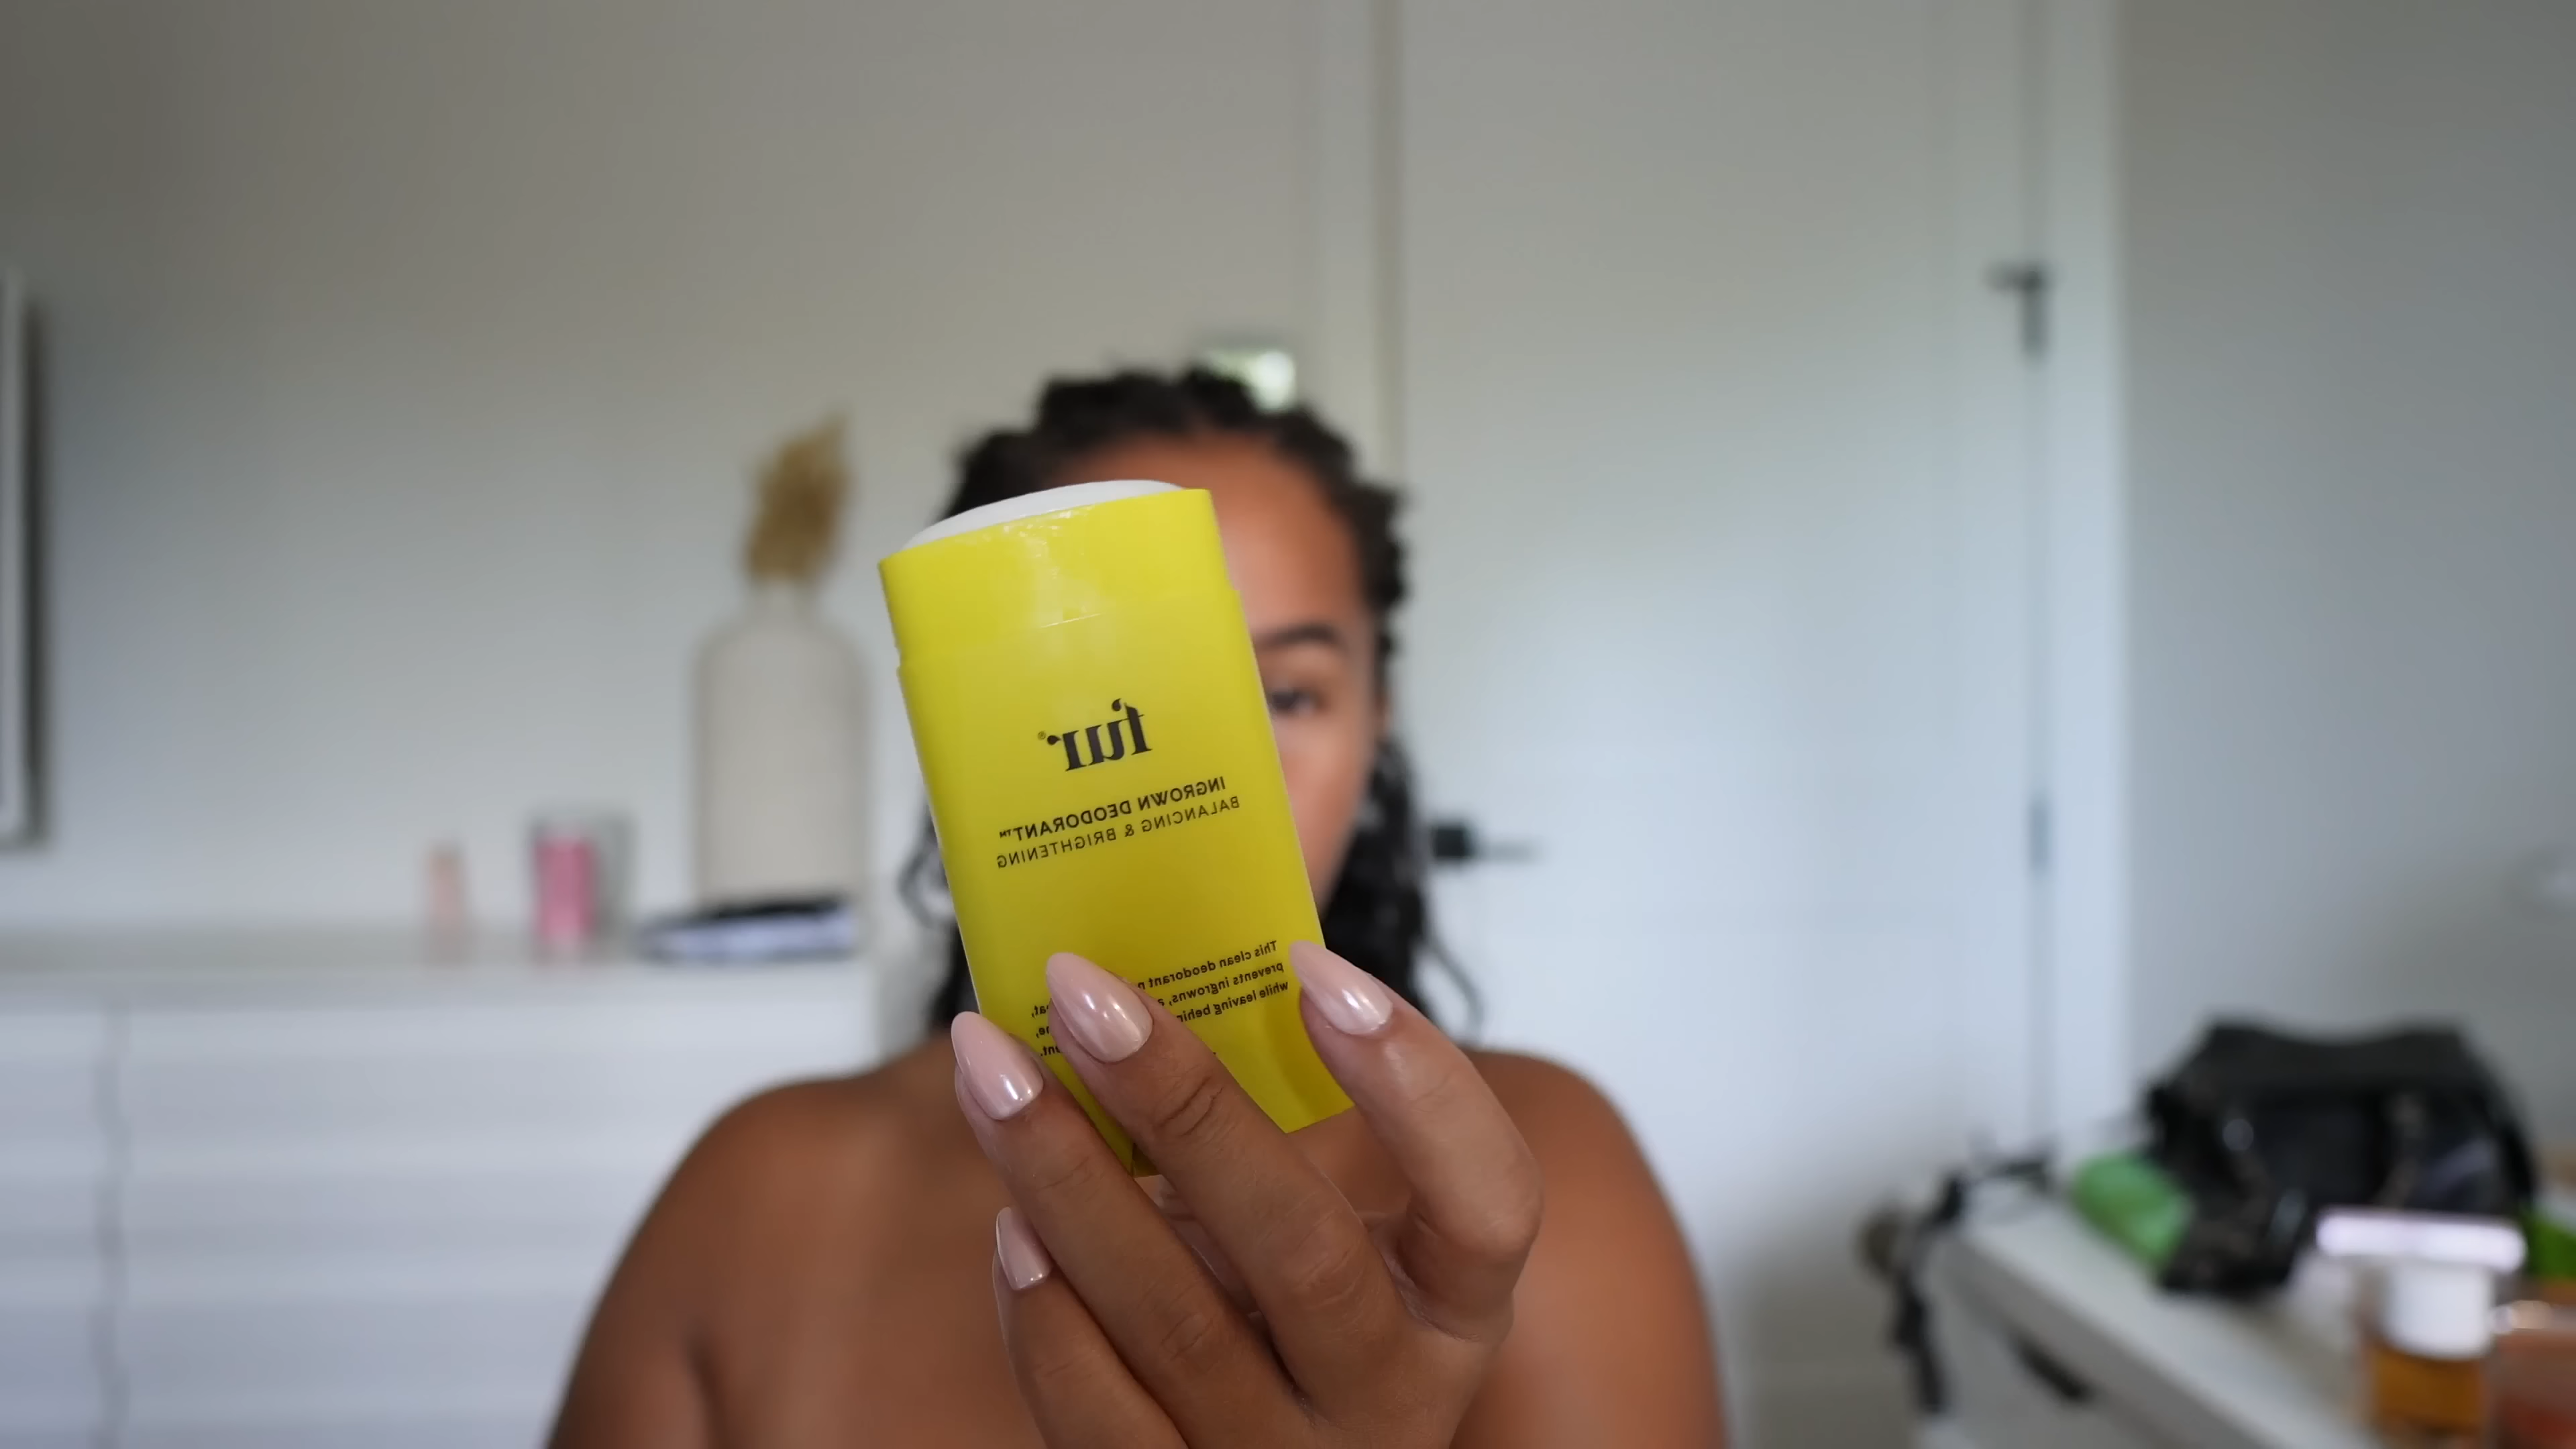 fur®
INGROWN DEODORANT™
BALANCING & BRIGHTENING
This clean deodorant
prevents ingrowns,
while leaving